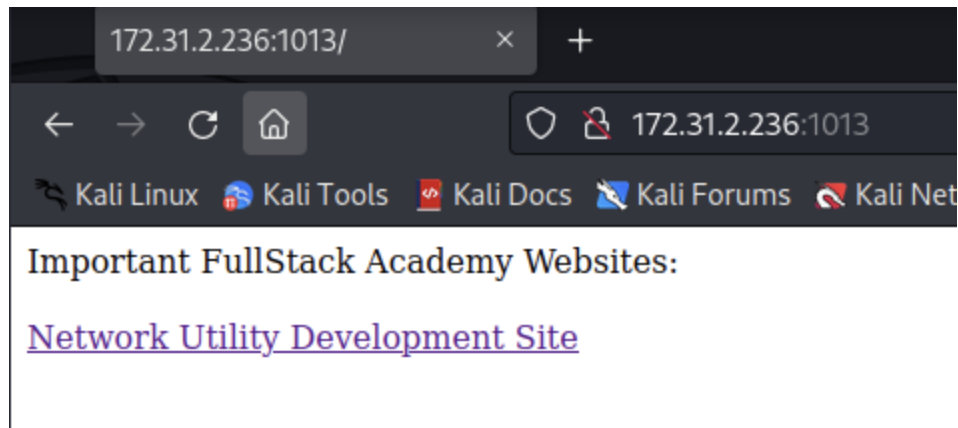 172.31.2.236:1013/
172.31.2.236:1013
Kali Linux Kali Tools Kali Docs Kali Forums Kali Net
Important FullStack Academy Websites:
Network Utility Development Site